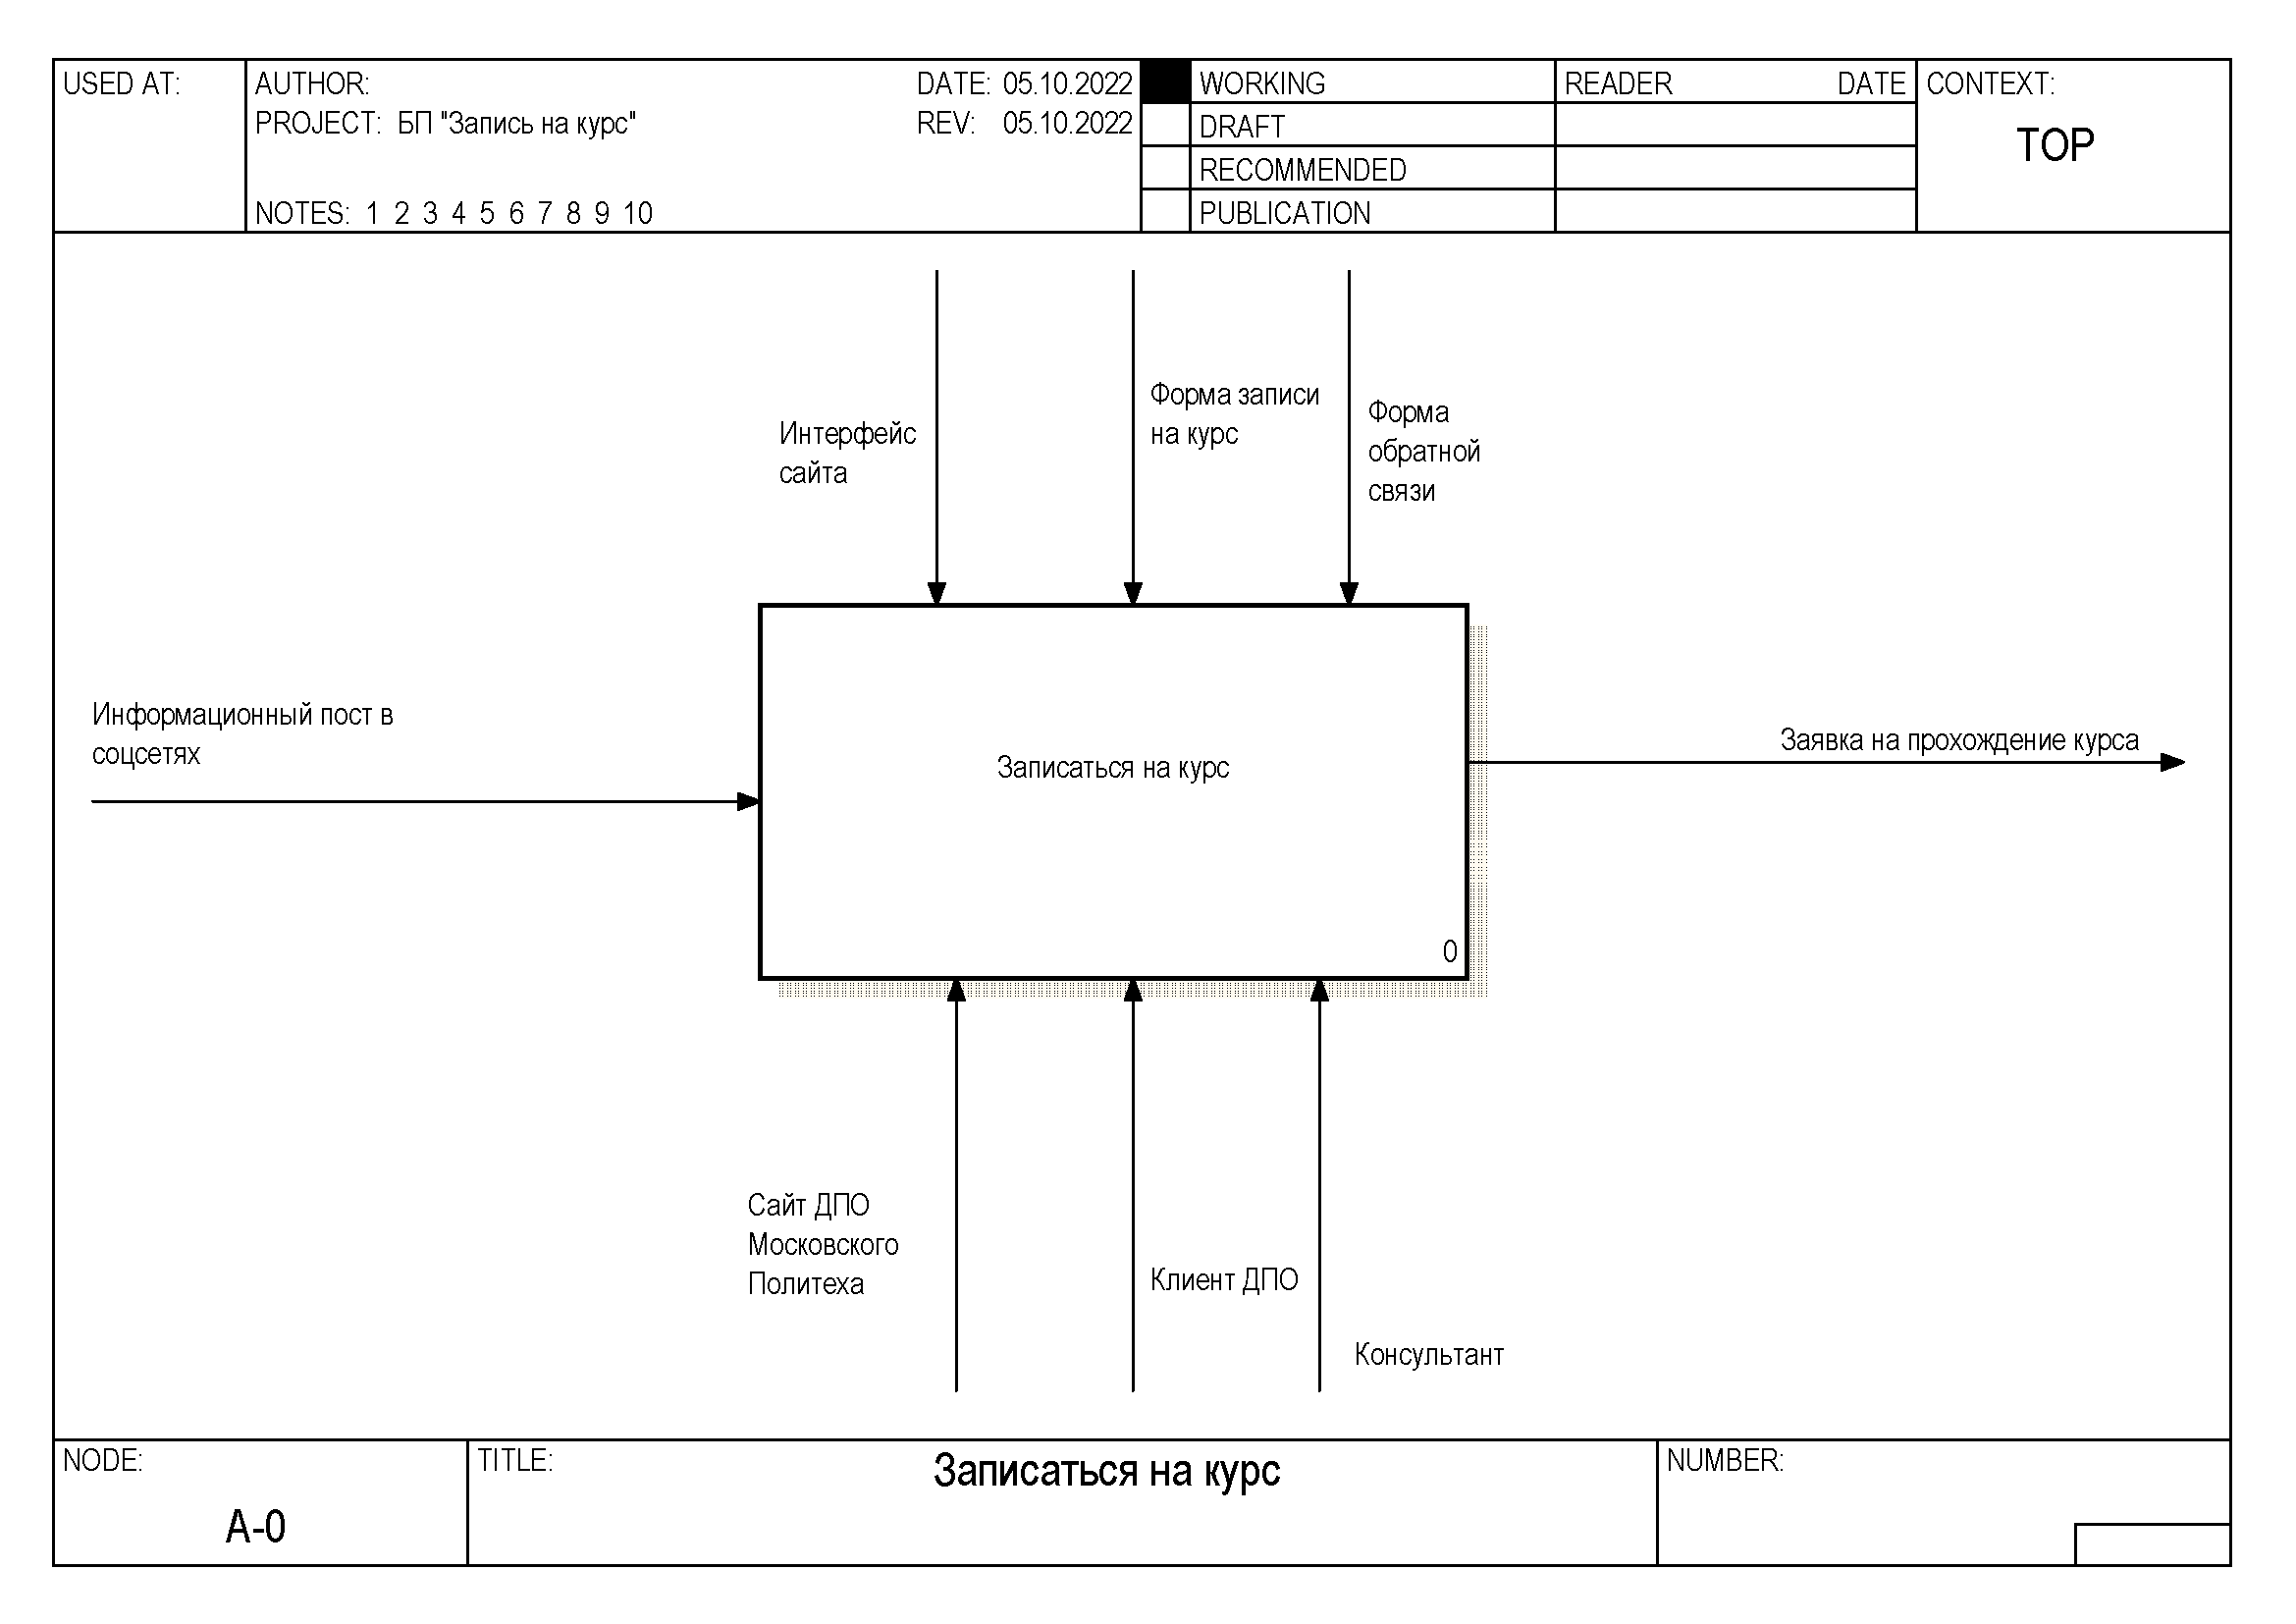 USED AT:
AUTHOR:
DATE: 05.10.2022
PROJECT: БП "Запись на курс"
REV: 05.10.2022
NOTES: 1 2 3 4 5 6 7 8 9 10
WORKING
DRAFT
RECOMMENDED
PUBLICATION
READER DATE
CONTEXT:
TOP
Интерфейс
сайта
Форма записи
на курс
Форма
обратной
связи
Информационный пост в
соцсетях
Записаться на курс
0
Заявка на прохождение курса
Сайт ДПО
Московского
Политеха
Клиент ДПО
Консультант
NODE:
A-0
TITLE:
Записаться на курс
NUMBER: